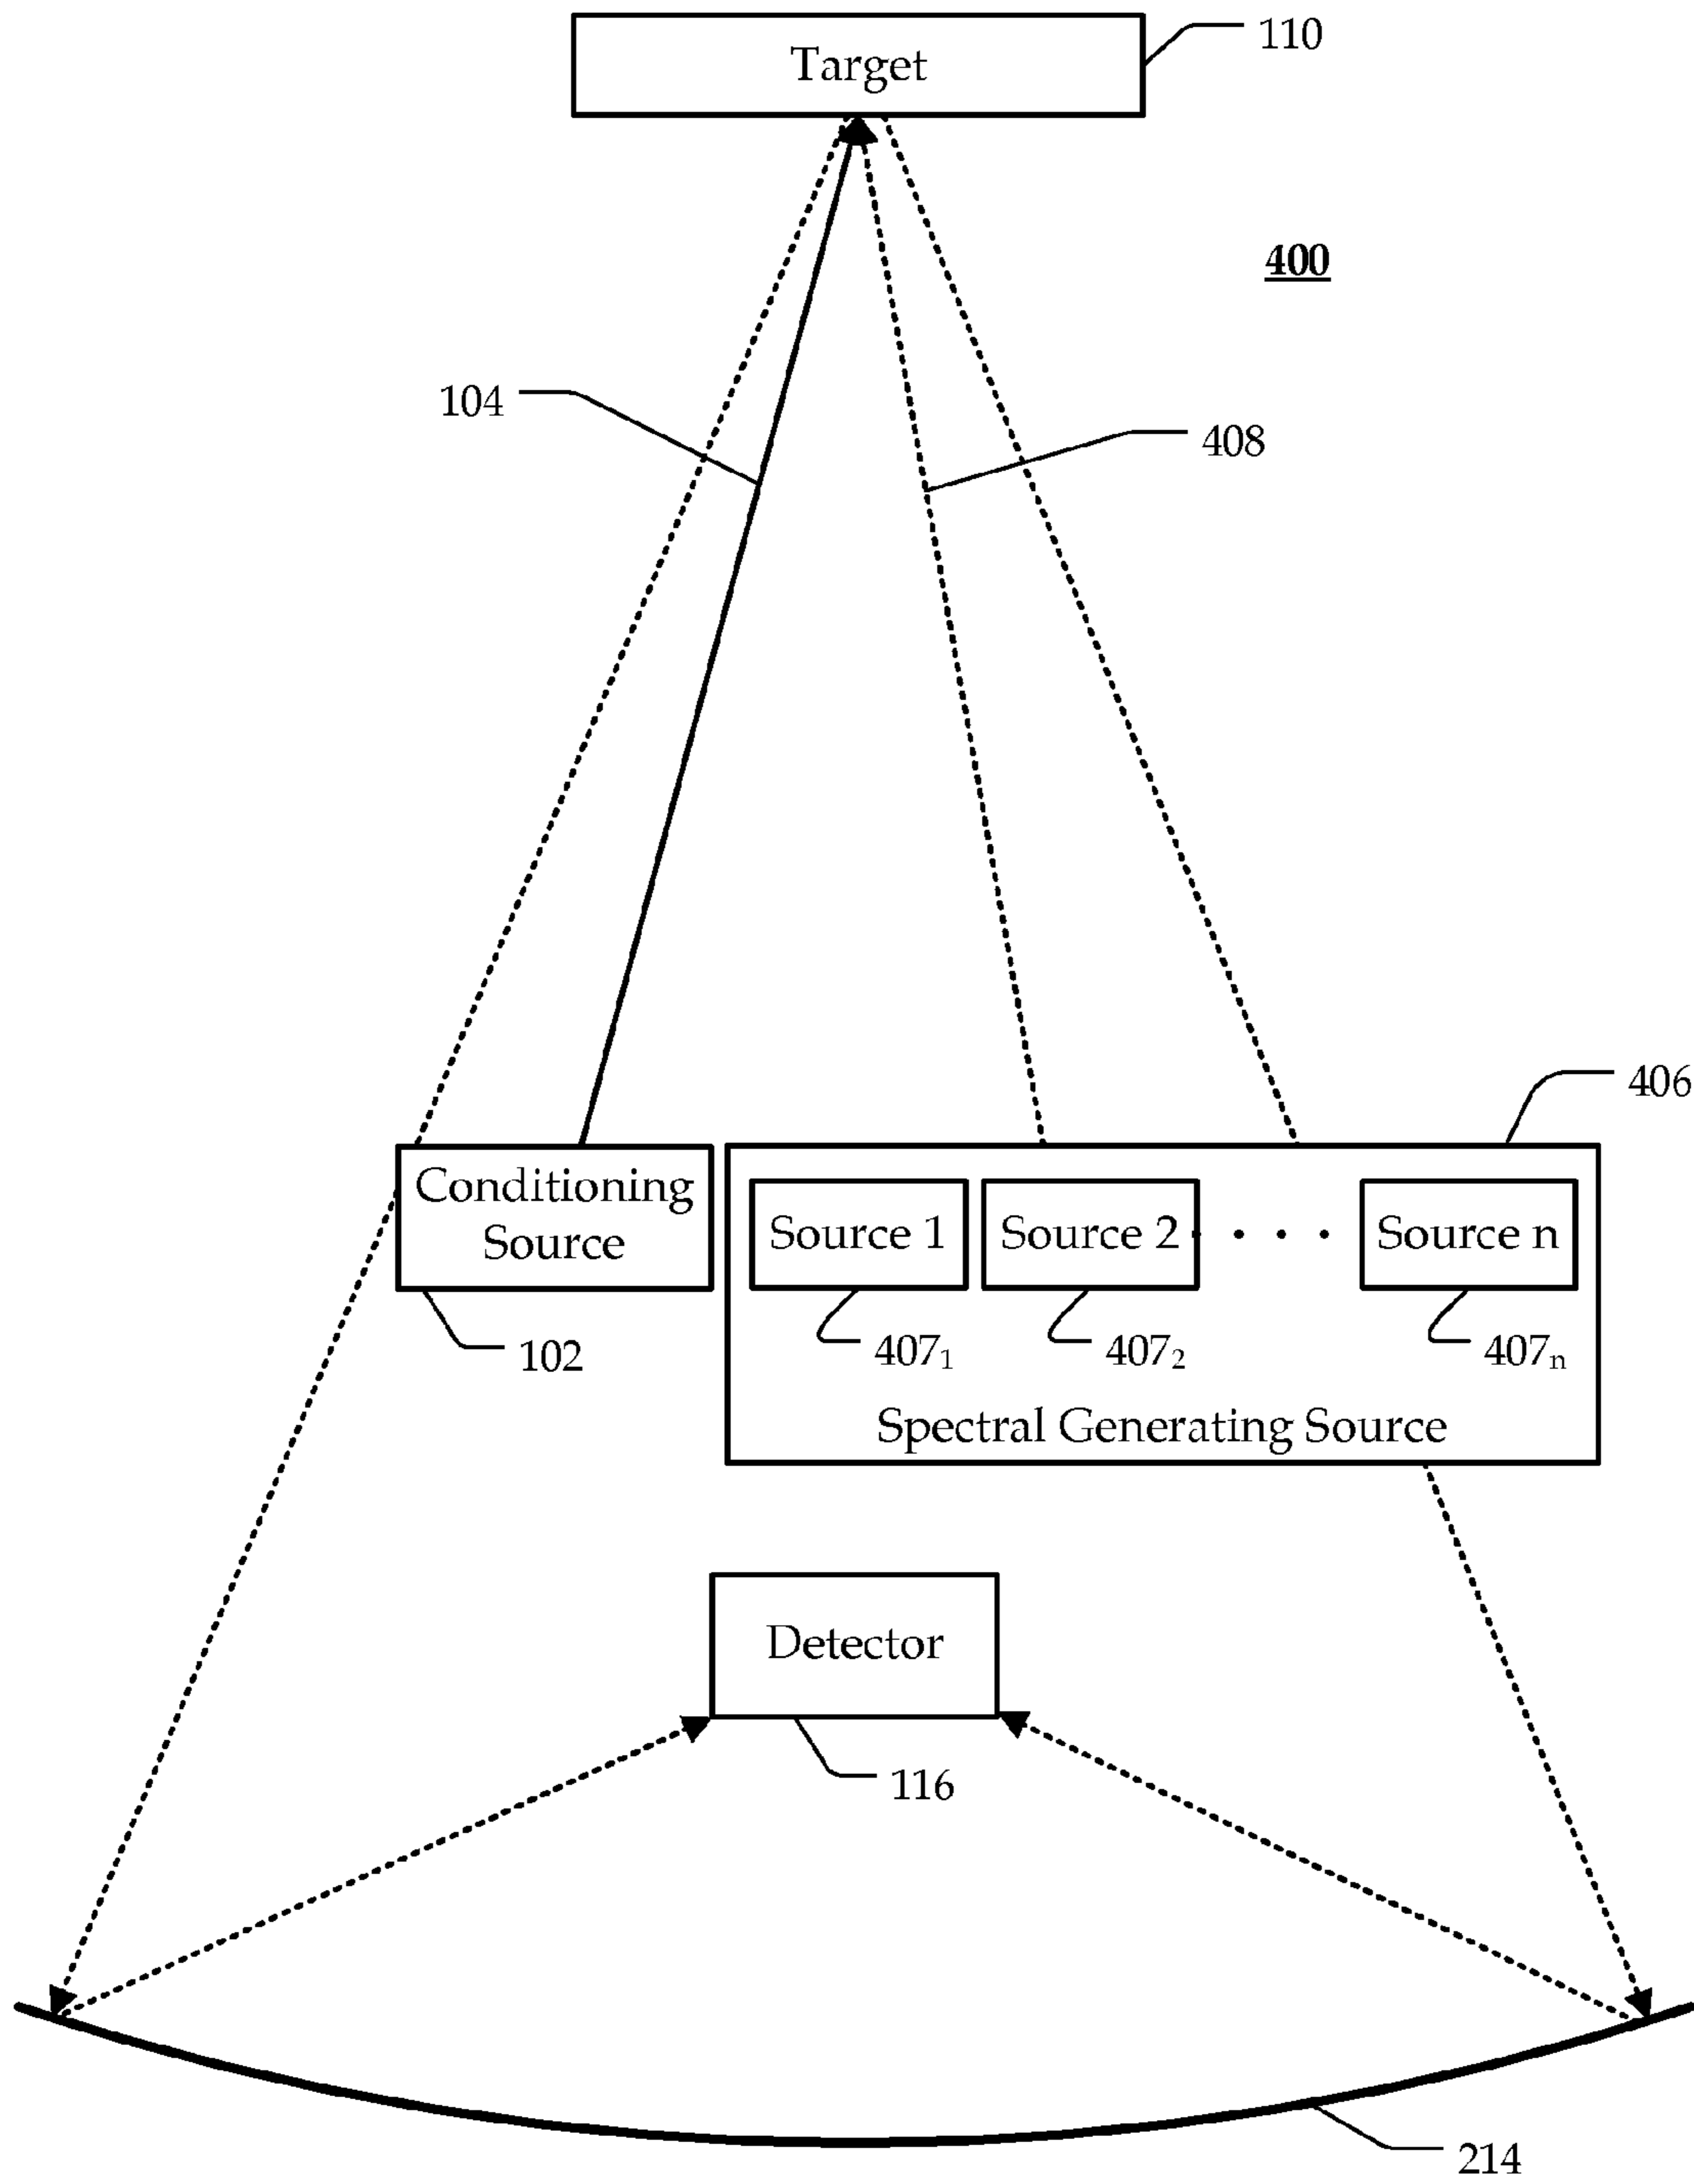 Target
110
400
104
408
406
Conditioning
Source
Source 1
Source 2
. . . .
Source n
102
407₁
407₂
407ₙ
Spectral Generating Source
Detector
116
214